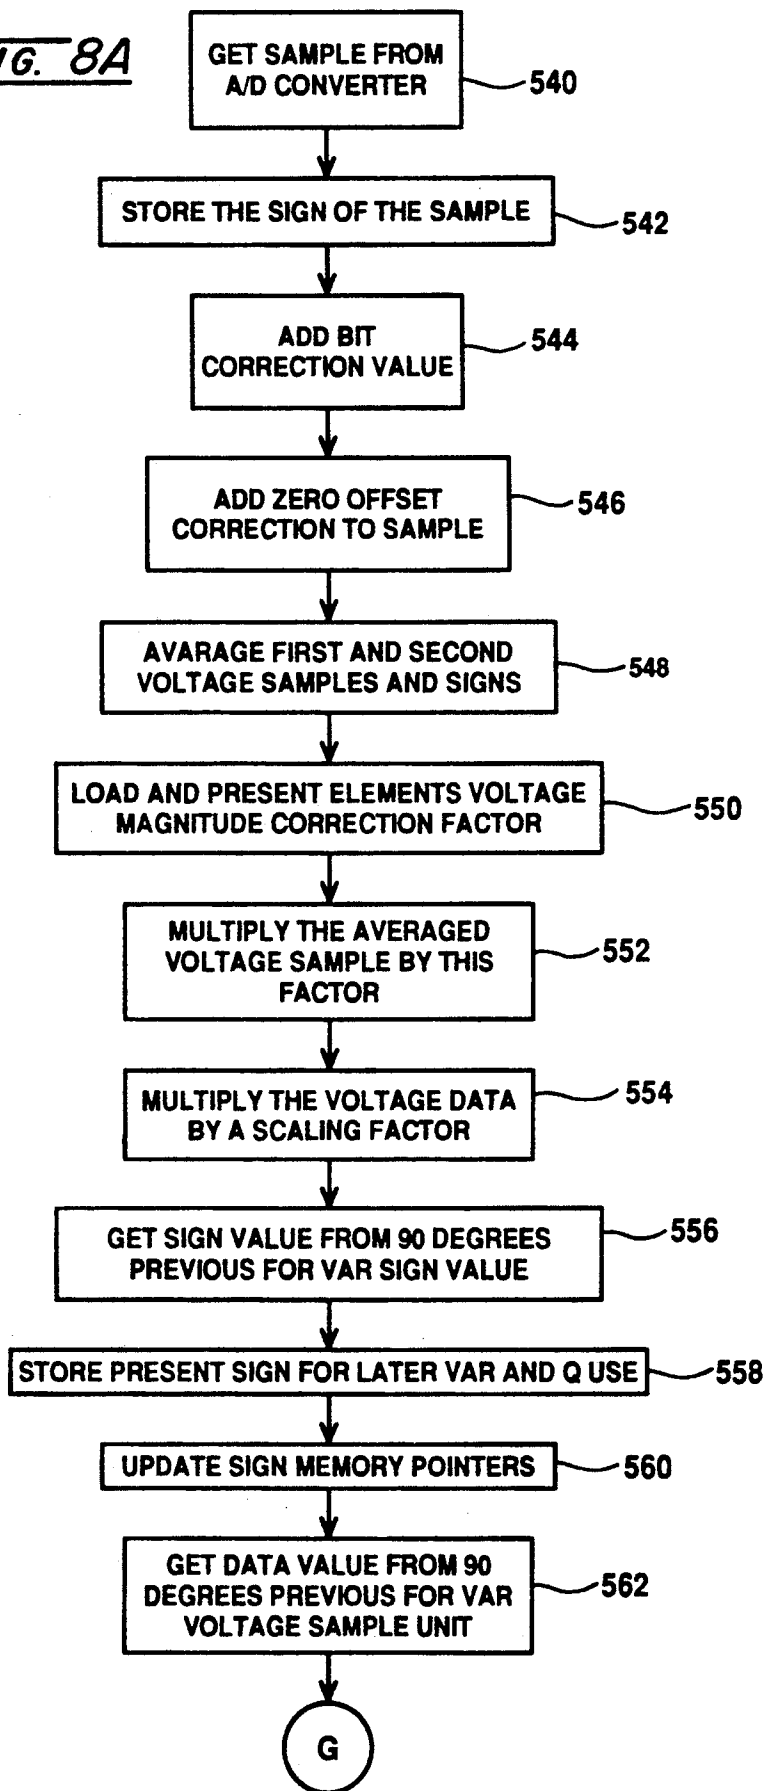 FIG. 8A
GET SAMPLE FROM
A/D CONVERTER
540
STORE THE SIGN OF THE SAMPLE
542
ADD BIT
CORRECTION VALUE
544
ADD ZERO OFFSET
CORRECTION TO SAMPLE
546
AVARAGE FIRST AND SECOND
VOLTAGE SAMPLES AND SIGNS
548
LOAD AND PRESENT ELEMENTS VOLTAGE
MAGNITUDE CORRECTION FACTOR
550
MULTIPLY THE AVERAGED
VOLTAGE SAMPLE BY THIS
FACTOR
552
MULTIPLY THE VOLTAGE DATA
BY A SCALING FACTOR
554
GET SIGN VALUE FROM 90 DEGREES
PREVIOUS FOR VAR SIGN VALUE
556
STORE PRESENT SIGN FOR LATER VAR AND Q USE
558
UPDATE SIGN MEMORY POINTERS
560
GET DATA VALUE FROM 90
DEGREES PREVIOUS FOR VAR
VOLTAGE SAMPLE UNIT
562
G